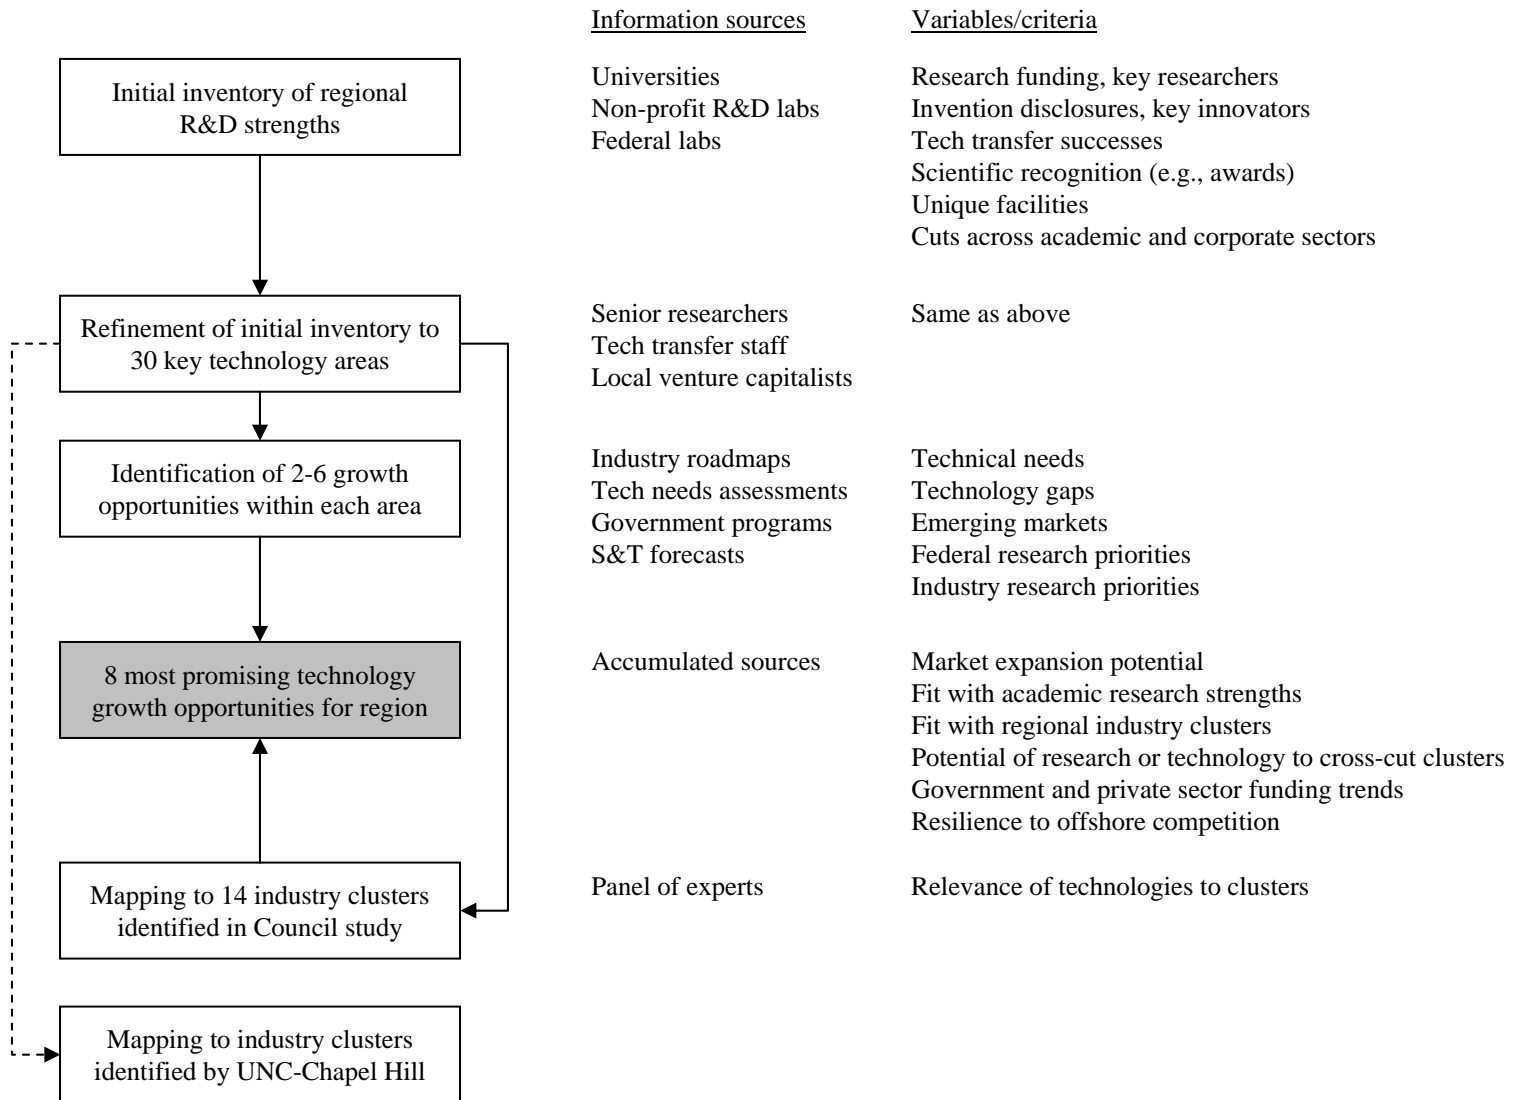 Information sources
Variables/criteria
Initial inventory of regional
R&D strengths
Universities
Non-profit R&D labs
Federal labs
Research funding, key researchers
Invention disclosures, key innovators
Tech transfer successes
Scientific recognition (e.g., awards)
Unique facilities
Cuts across academic and corporate sectors
Refinement of initial inventory to
30 key technology areas
Senior researchers
Tech transfer staff
Local venture capitalists
Same as above
Identification of 2-6 growth
opportunities within each area
Industry roadmaps
Tech needs assessments
Government programs
S&T forecasts
Technical needs
Technology gaps
Emerging markets
Federal research priorities
Industry research priorities
8 most promising technology
growth opportunities for region
Accumulated sources
Market expansion potential
Fit with academic research strengths
Fit with regional industry clusters
Potential of research or technology to cross-cut clusters
Government and private sector funding trends
Resilience to offshore competition
Mapping to 14 industry clusters
identified in Council study
Panel of experts
Relevance of technologies to clusters
Mapping to industry clusters
identified by UNC-Chapel Hill